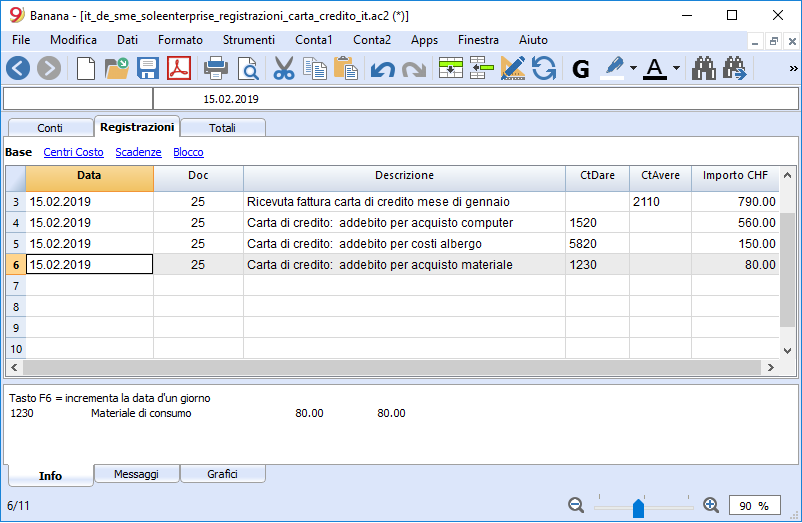 Banana - [it_de_sme_soleenterprise_registrazioni_carta_credito_it.ac2 (*)]
File Modifica Dati Formato Strumenti Conta1 Conta2 Apps Finestra Aiuto
G A »
15.02.2019
Conti Registrazioni Totali
Base Centri Costo Scadenze Blocco
Data Doc Descrizione CtDare CtAvere Importo CHF
3 15.02.2019 25 Ricevuta fattura carta di credito mese di gennaio 2110 790.00
4 15.02.2019 25 Carta di credito: addebito per acquisto computer 1520 560.00
5 15.02.2019 25 Carta di credito: addebito per costi albergo 5820 150.00
6 15.02.2019 25 Carta di credito: addebito per acquisto materiale 1230 80.00
7
8
9
10
Tasto F6 = incrementa la data d'un giorno
1230 Materiale di consumo 80.00 80.00
Info Messaggi Grafici
6/11 90 %